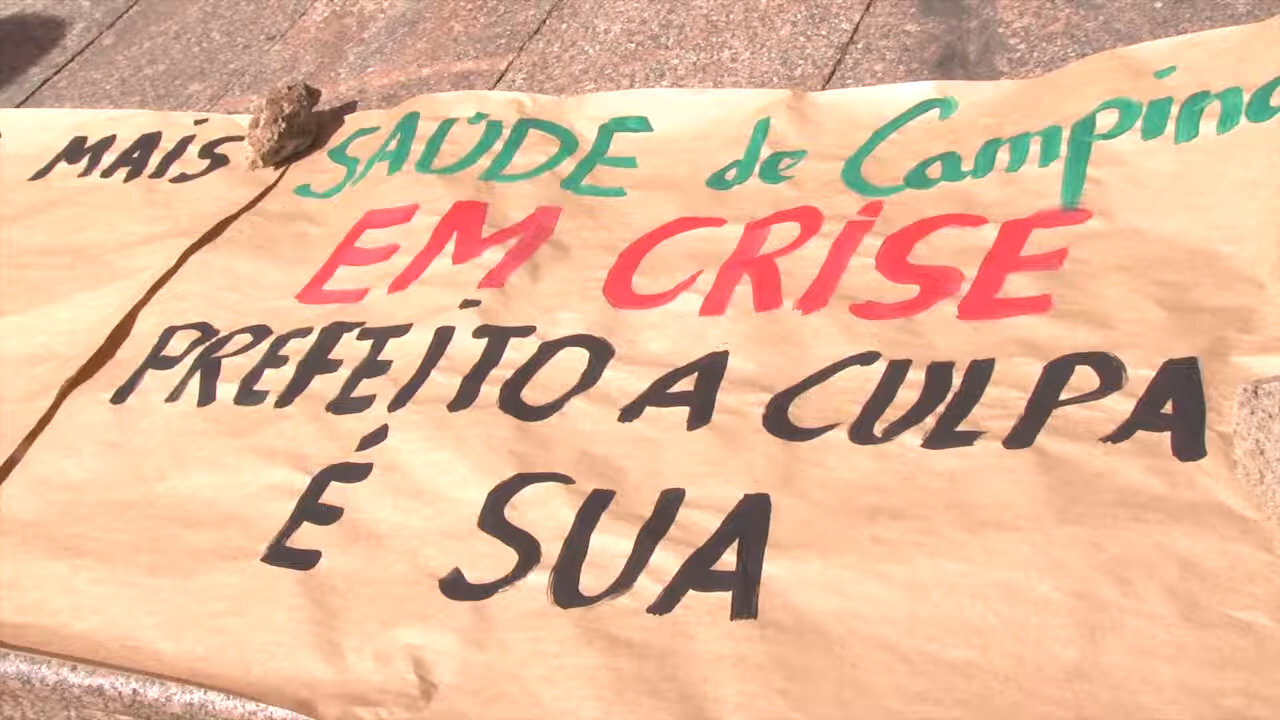 MAIS
SAÚDE de Campina
EM CRISE
PREFEITO A CULPA
É SUA